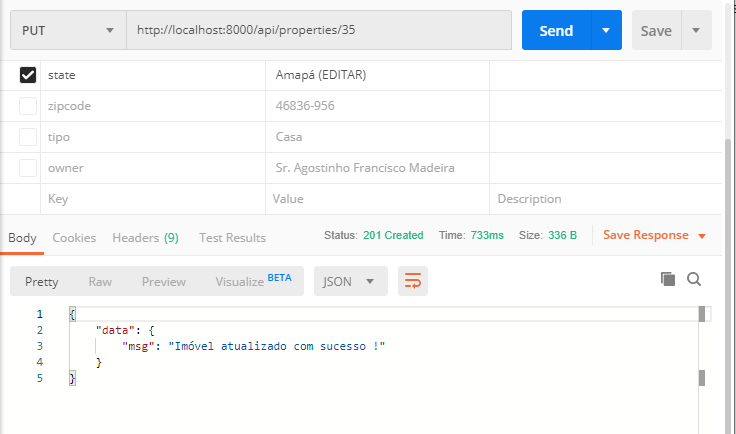 PUT http://localhost:8000/api/properties/35 Send Save
state Amapá (EDITAR)
zipcode 46836-956
tipo Casa
owner Sr. Agostinho Francisco Madeira
Key Value Description
Body Cookies Headers (9) Test Results Status: 201 Created Time: 733ms Size: 336 B Save Response
Pretty Raw Preview Visualize BETA JSON
1 {
2 "data": {
3 "msg": "Imóvel atualizado com sucesso !"
4 }
5 }